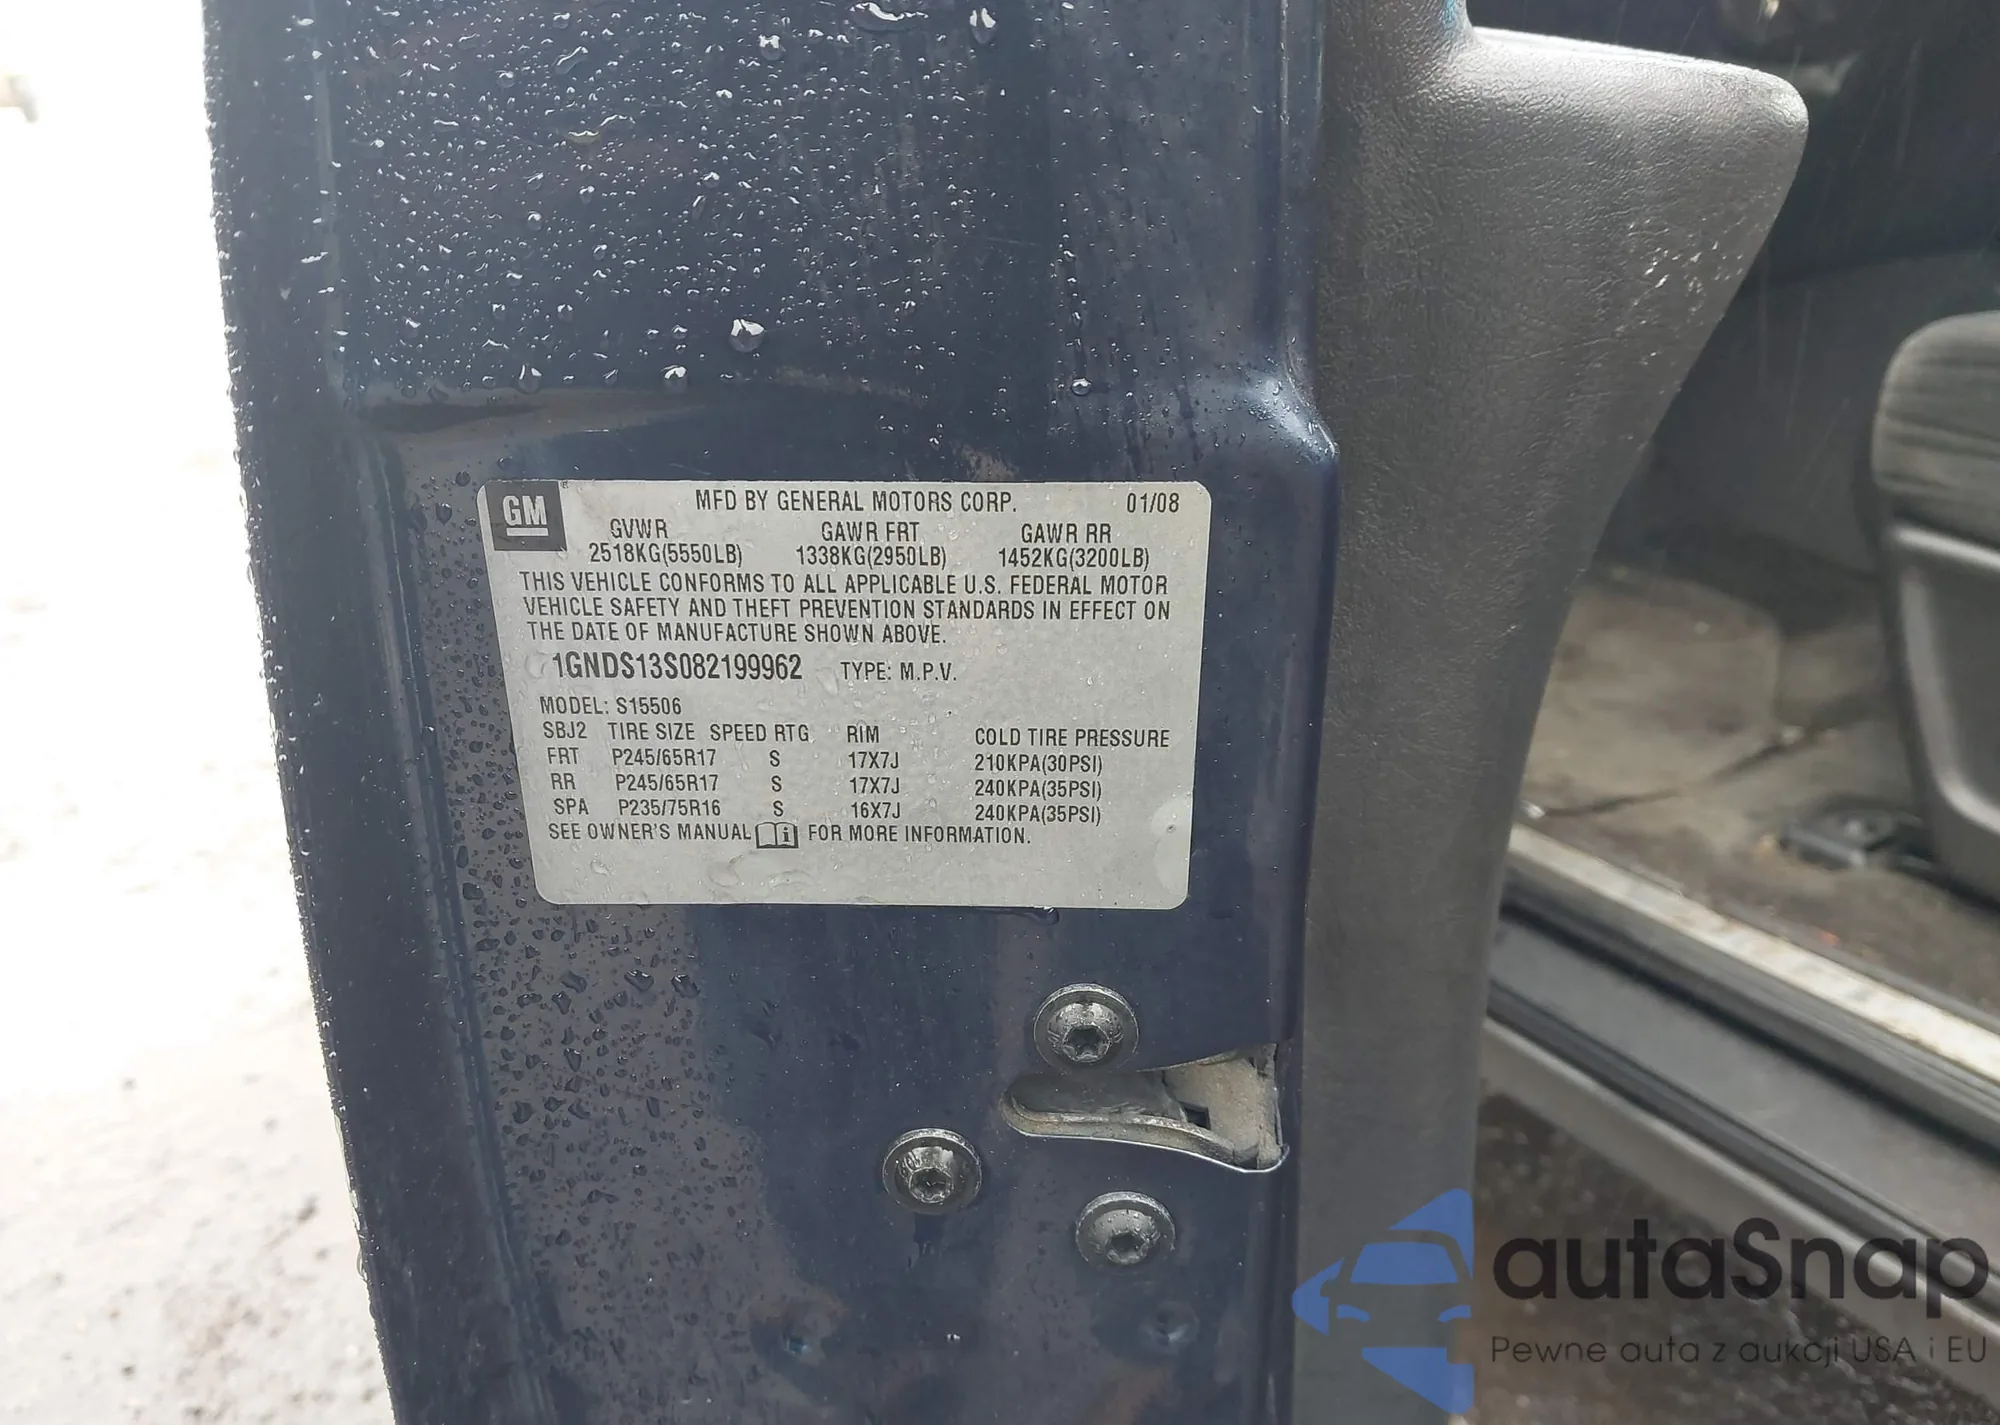 GM
MFD BY GENERAL MOTORS CORP. 01/08
GVWR GAWR FRT GAWR RR
2518KG(5550LB) 1338KG(2950LB) 1452KG(3200LB)
THIS VEHICLE CONFORMS TO ALL APPLICABLE U.S. FEDERAL MOTOR
VEHICLE SAFETY AND THEFT PREVENTION STANDARDS IN EFFECT ON
THE DATE OF MANUFACTURE SHOWN ABOVE.
1GNDS13S082199962 TYPE: M.P.V.
MODEL: S15506
SBJ2 TIRE SIZE SPEED RTG RIM COLD TIRE PRESSURE
FRT P245/65R17 S 17X7J 210KPA(30PSI)
RR P245/65R17 S 17X7J 240KPA(35PSI)
SPA P235/75R16 S 16X7J 240KPA(35PSI)
SEE OWNER'S MANUAL i FOR MORE INFORMATION.
autaSnap
Pewne auta z aukcji USA i EU